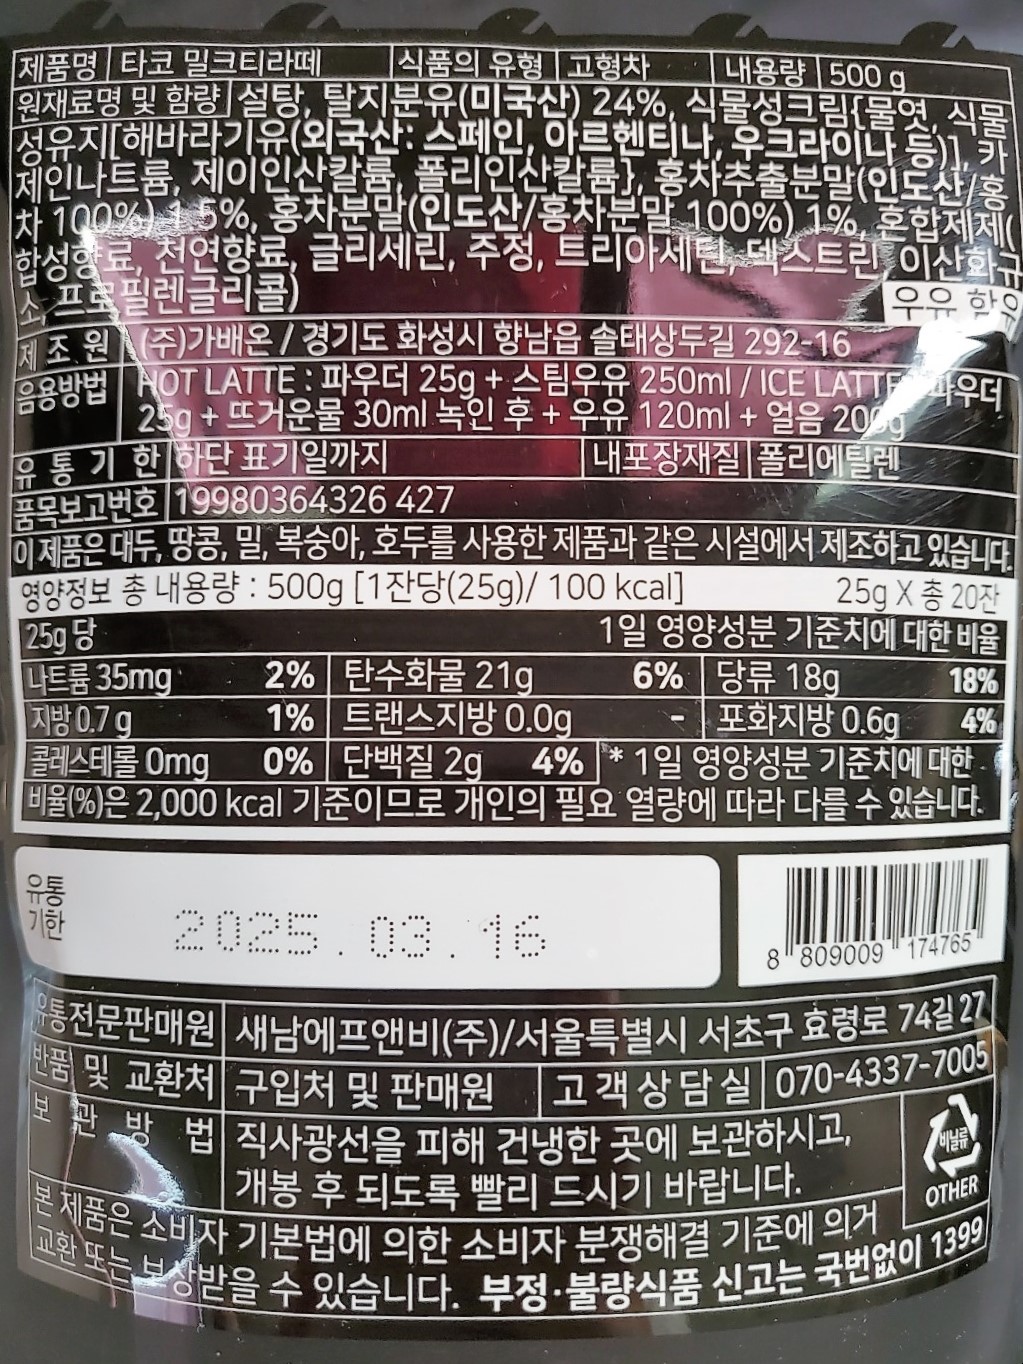 제품명 타코 밀크티라떼 식품의 유형 고형차 내용량 500 g
원재료명 및 함량 설탕, 탈지분유(미국산) 24%, 식물성크림{물엿, 식물
성유지[해바라기유(외국산: 스페인, 아르헨티나, 우크라이나 등)], 카
제인나트륨, 제이인산칼륨, 폴리인산칼륨}, 홍차추출분말(인도산/홍
차 100%) 1.5%, 홍차분말(인도산/홍차분말 100%) 1%, 혼합제제(
합성향료, 천연향료, 글리세린, 주정, 트리아세틴, 덱스트린, 이산화규
소, 프로필렌글리콜)
우유 함유
제조원 (주)가배온 / 경기도 화성시 향남읍 솔태상두길 292-16
음용방법 HOT LATTE : 파우더 25g + 스팀우유 250ml / ICE LATTE : 파우더
25g + 뜨거운물 30ml 녹인 후 + 우유 120ml + 얼음 200g
유통기한 하단 표기일까지 내포장재질 폴리에틸렌
품목보고번호 19980364326 427
이 제품은 대두, 땅콩, 밀, 복숭아, 호두를 사용한 제품과 같은 시설에서 제조하고 있습니다.
영양정보 총 내용량 : 500g [1잔당(25g)/ 100 kcal] 25g X 총 20잔
25g 당 1일 영양성분 기준치에 대한 비율
나트륨 35mg 2% 탄수화물 21g 6% 당류 18g 18%
지방 0.7 g 1% 트랜스지방 0.0g - 포화지방 0.6g 4%
콜레스테롤 0mg 0% 단백질 2g 4% * 1일 영양성분 기준치에 대한
비율(%)은 2,000 kcal 기준이므로 개인의 필요 열량에 따라 다를 수 있습니다.
유통
기한
2025.03.16
8 809009 174765
유통전문판매원 새남에프앤비(주)/서울특별시 서초구 효령로 74길 27
반품 및 교환처 구입처 및 판매원 고객상담실 070-4337-7005
보관방법 직사광선을 피해 건냉한 곳에 보관하시고,
개봉 후 되도록 빨리 드시기 바랍니다.
비닐류
OTHER
본 제품은 소비자 기본법에 의한 소비자 분쟁해결 기준에 의거
교환 또는 보상받을 수 있습니다. 부정·불량식품 신고는 국번없이 1399